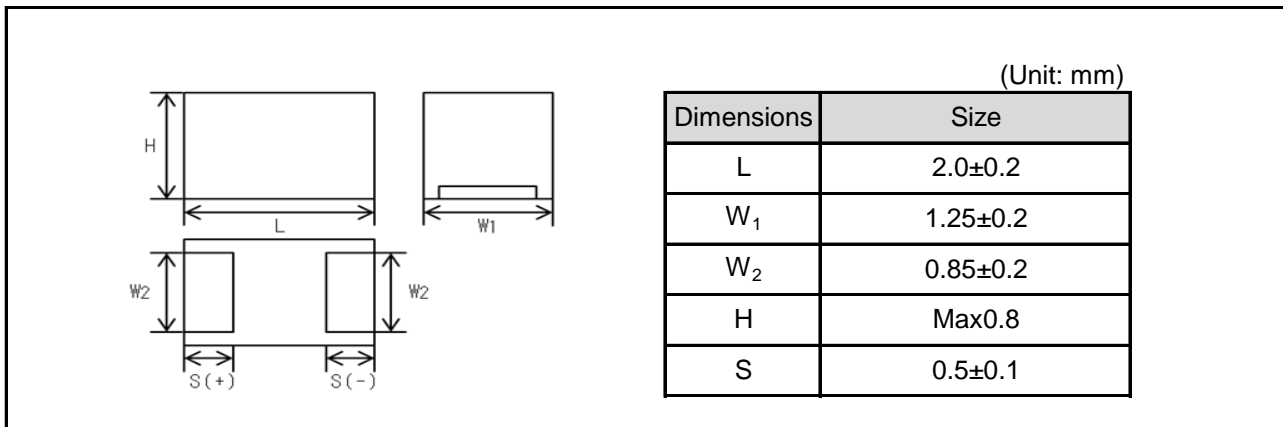 H
L
W1
W2
W2
S(+)
S(-)
(Unit: mm)
Dimensions Size
L 2.0±0.2
W₁ 1.25±0.2
W₂ 0.85±0.2
H Max0.8
S 0.5±0.1